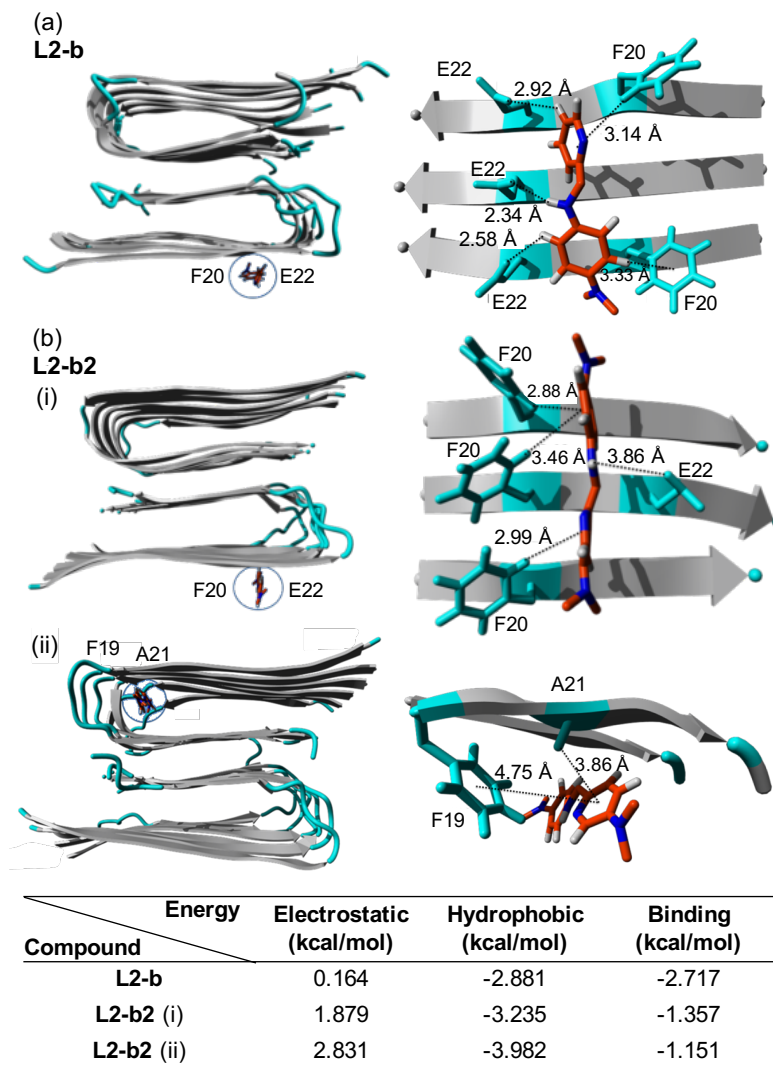 (a)
L2-b
F20 E22
E22
F20
2.92 Å
3.14 Å
E22
2.34 Å
2.58 Å
E22
3.33 Å
F20
(b)
L2-b2
(i)
F20 E22
F20
2.88 Å
F20
3.46 Å
3.86 Å
E22
2.99 Å
F20
(ii)
F19 A21
A21
4.75 Å
3.86 Å
F19
Energy Electrostatic Hydrophobic Binding
Compound (kcal/mol) (kcal/mol) (kcal/mol)
L2-b 0.164 -2.881 -2.717
L2-b2 (i) 1.879 -3.235 -1.357
L2-b2 (ii) 2.831 -3.982 -1.151